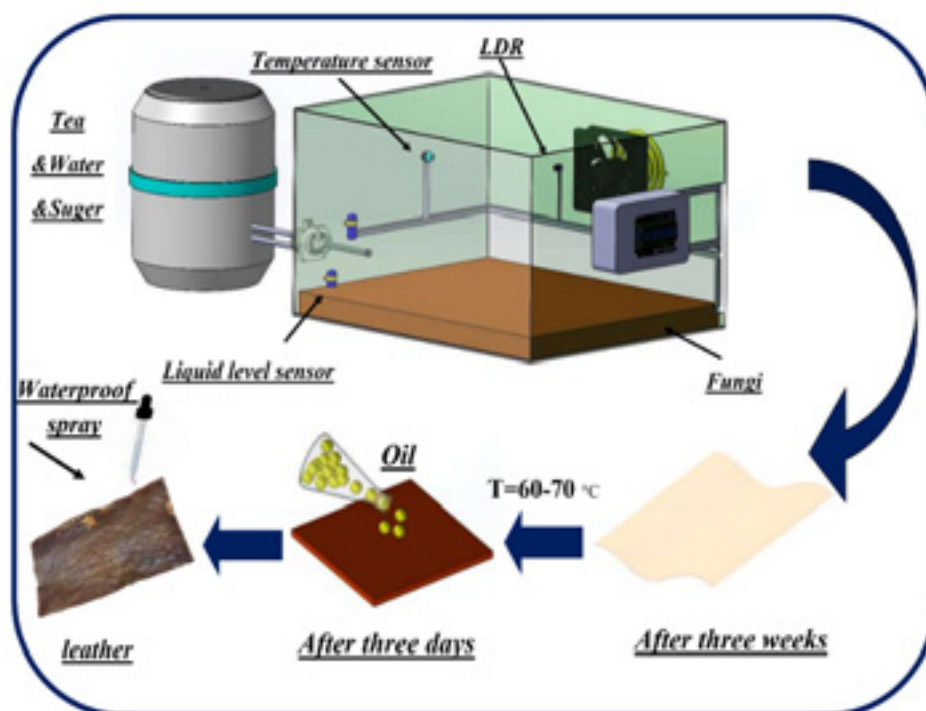 Temperature sensor
LDR
Tea
&Water
&Suger
Liquid level sensor
Fungi
Waterproof
spray
Oil
T=60-70 °C
leather
After three days
After three weeks